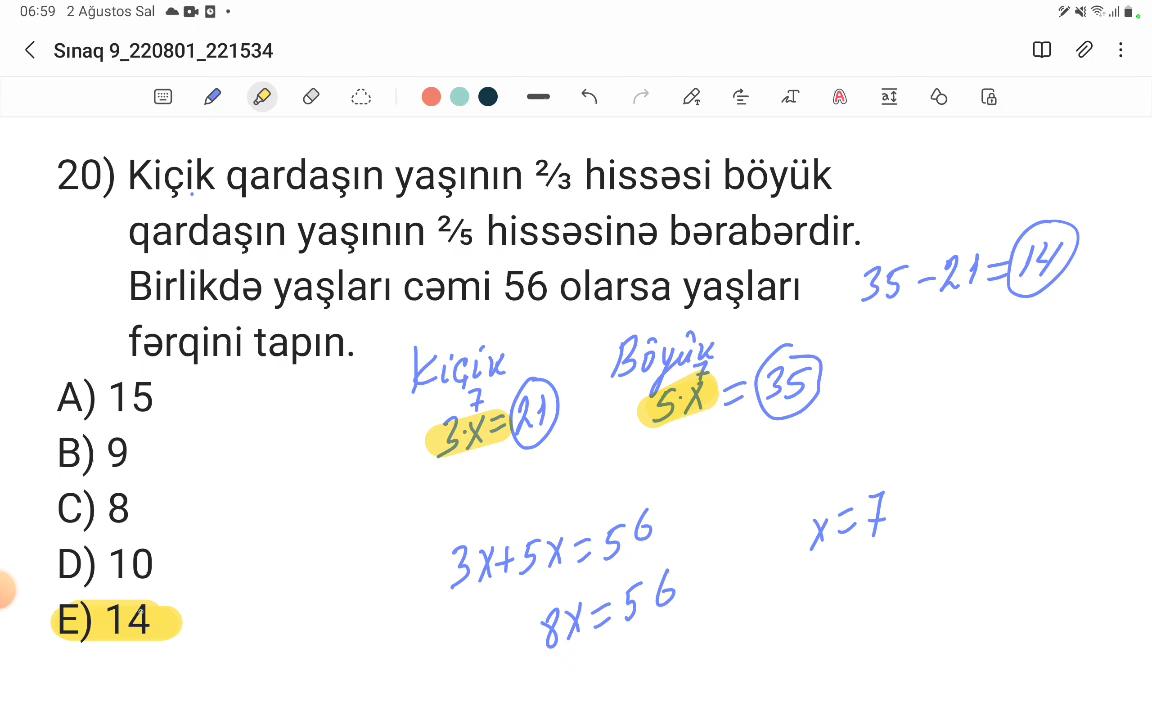 06:59 2 Ağustos Sal
Sınaq 9_220801_221534
20) Kiçik qardaşın yaşının ⅔ hissəsi böyük
qardaşın yaşının ⅖ hissəsinə bərabərdir.
Birlikdə yaşları cəmi 56 olarsa yaşları
fərqini tapın.
35-21=14
Kiçik
7
3·x=21
Böyük
7
5·x=35
A) 15
B) 9
C) 8
D) 10
E) 14
3x+5x=56
8x=56
x=7